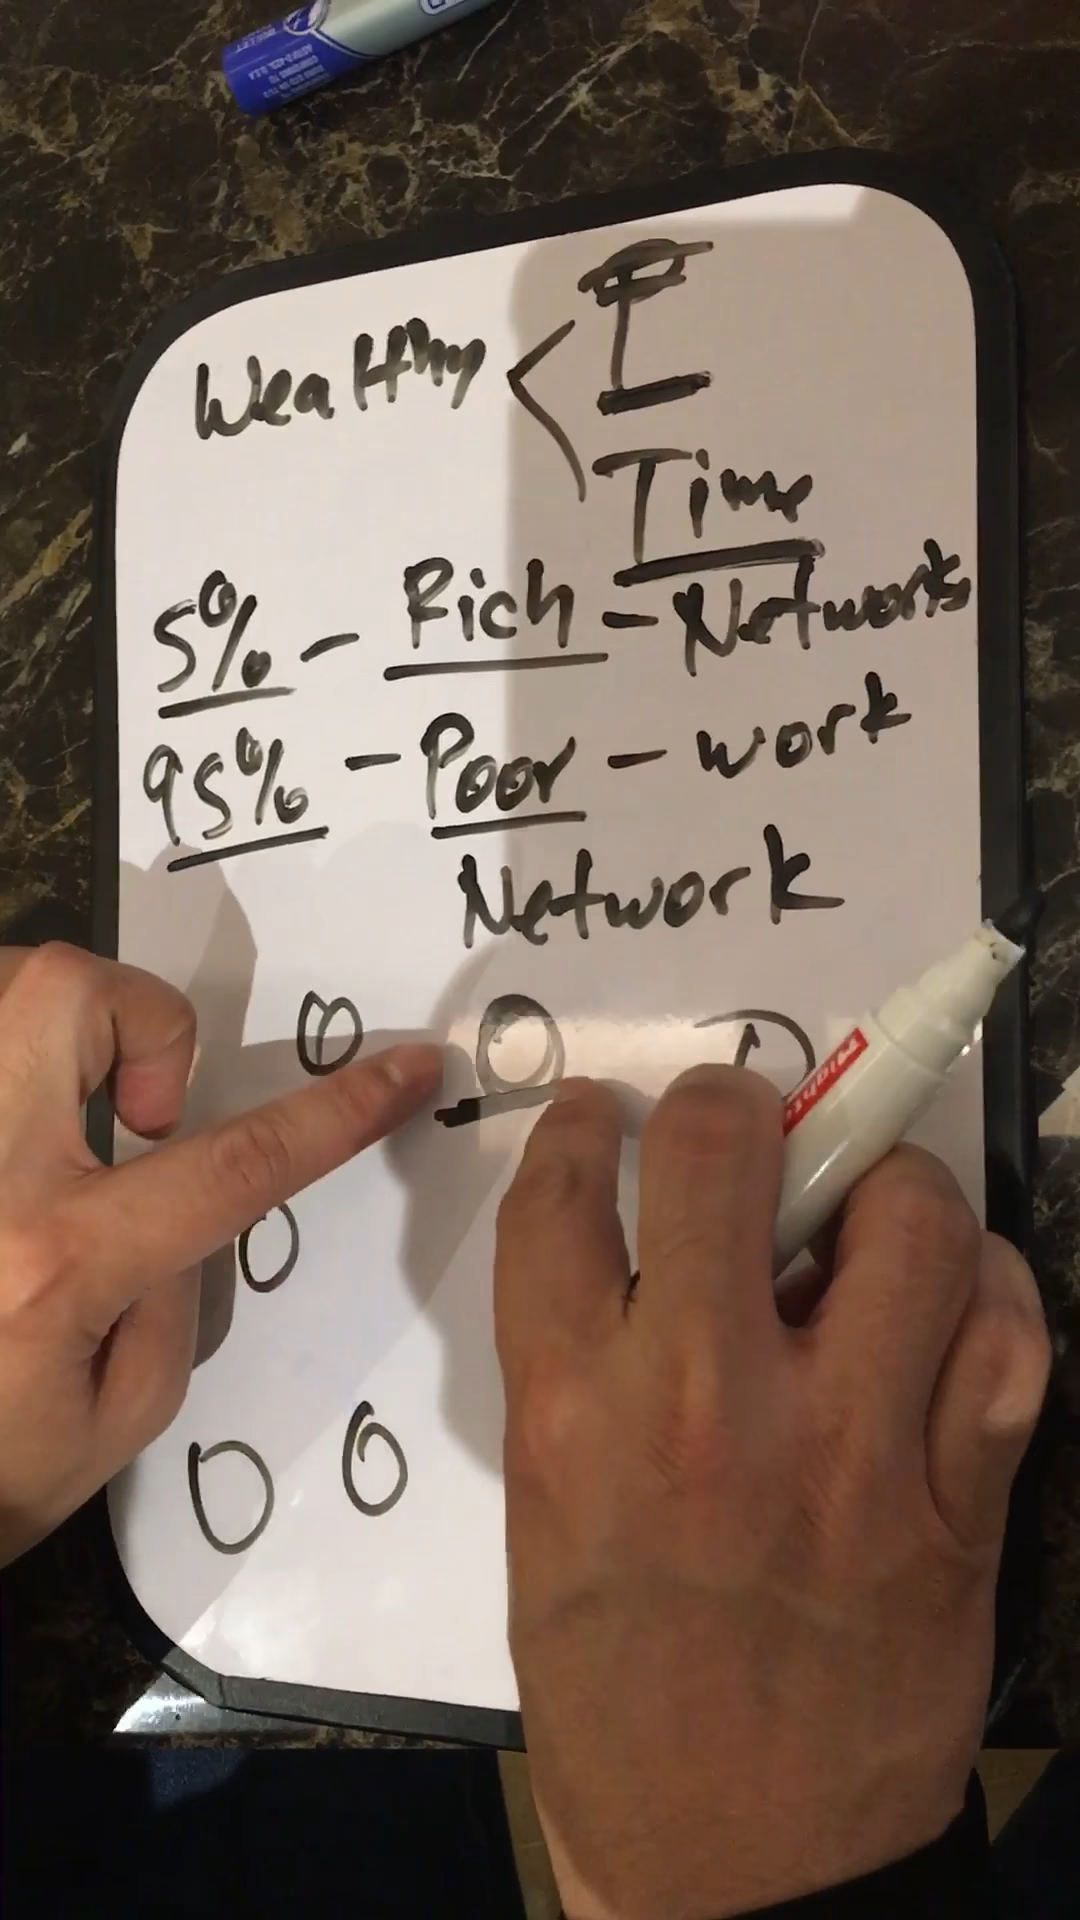 Wealthy < ₹
Time
5% - Rich - Networks
95% - Poor - work
Network